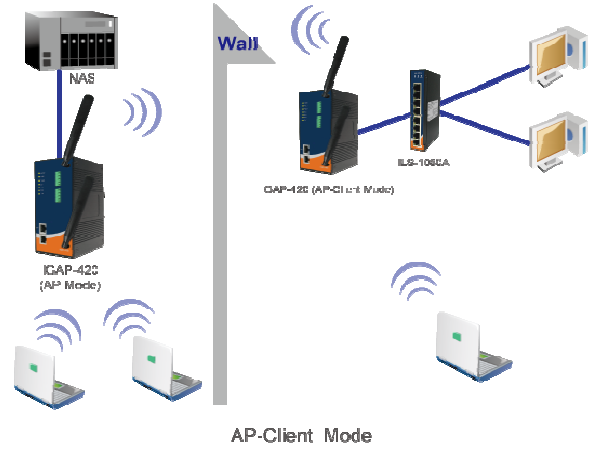 Wall
NAS
IGAP-420
(AP Mode)
IGAP-420 (AP-Client Mode)
IES-1080A
AP-Client Mode